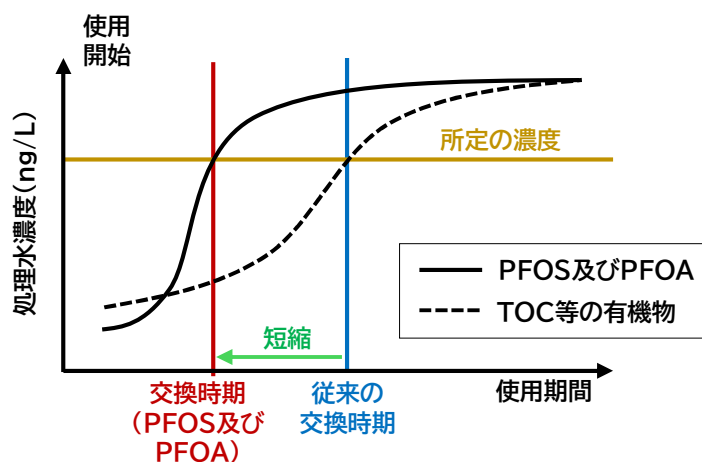 使用
開始
処理水濃度(ng/L)
所定の濃度
PFOS及びPFOA
TOC等の有機物
短縮
使用期間
交換時期
(PFOS及び
PFOA)
従来の
交換時期